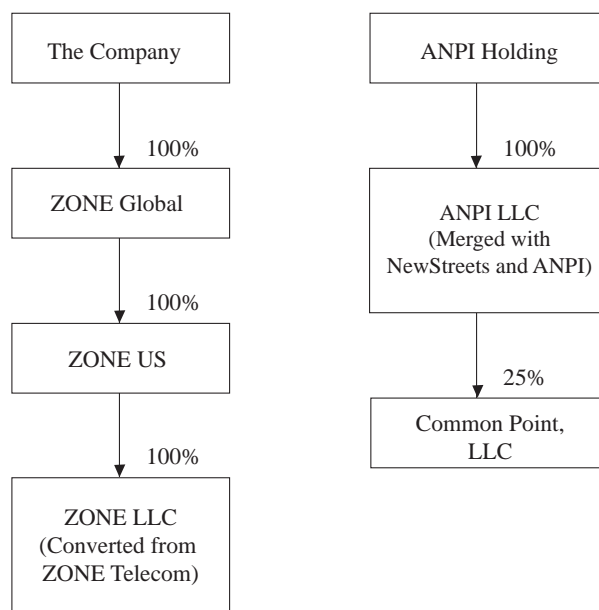 The Company
100%
ZONE Global
100%
ZONE US
100%
ZONE LLC
(Converted from
ZONE Telecom)
ANPI Holding
100%
ANPI LLC
(Merged with
NewStreets and ANPI)
25%
Common Point,
LLC